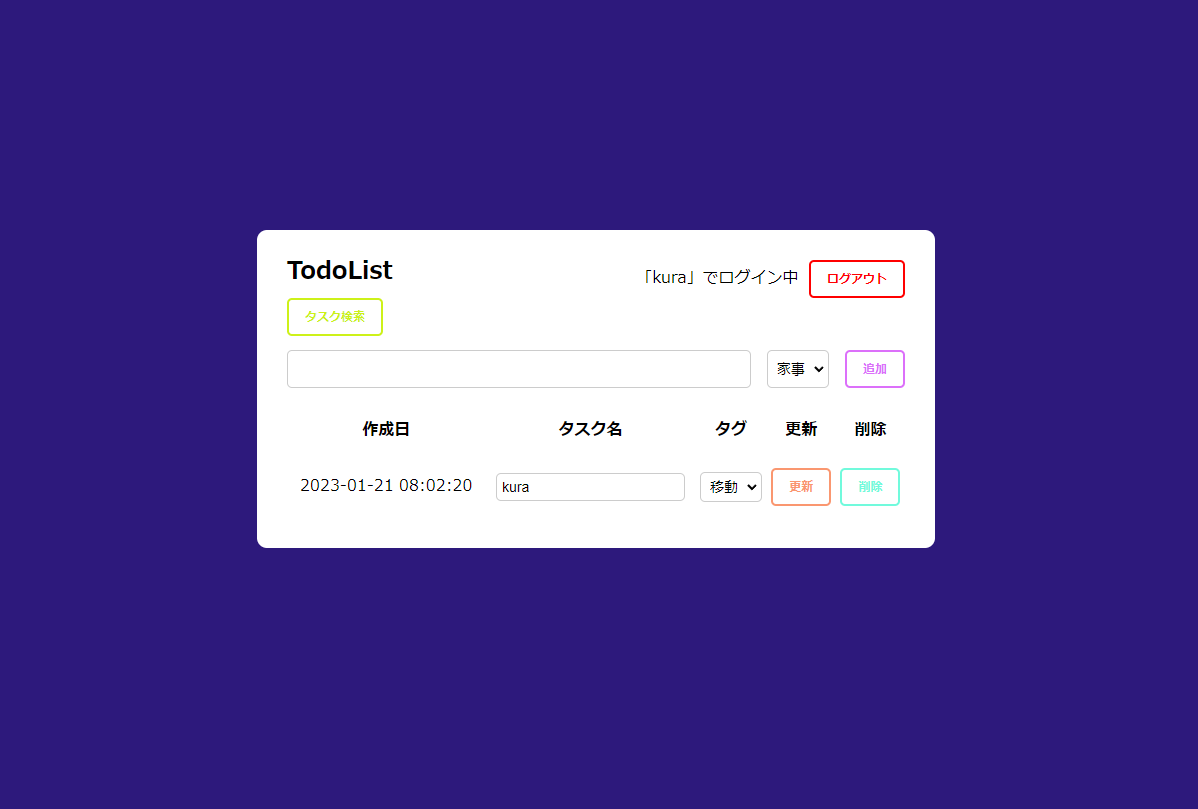 TodoList
「kura」でログイン中 ログアウト
タスク検索
家事 追加
作成日 タスク名 タグ 更新 削除
2023-01-21 08:02:20 kura 移動 更新 削除